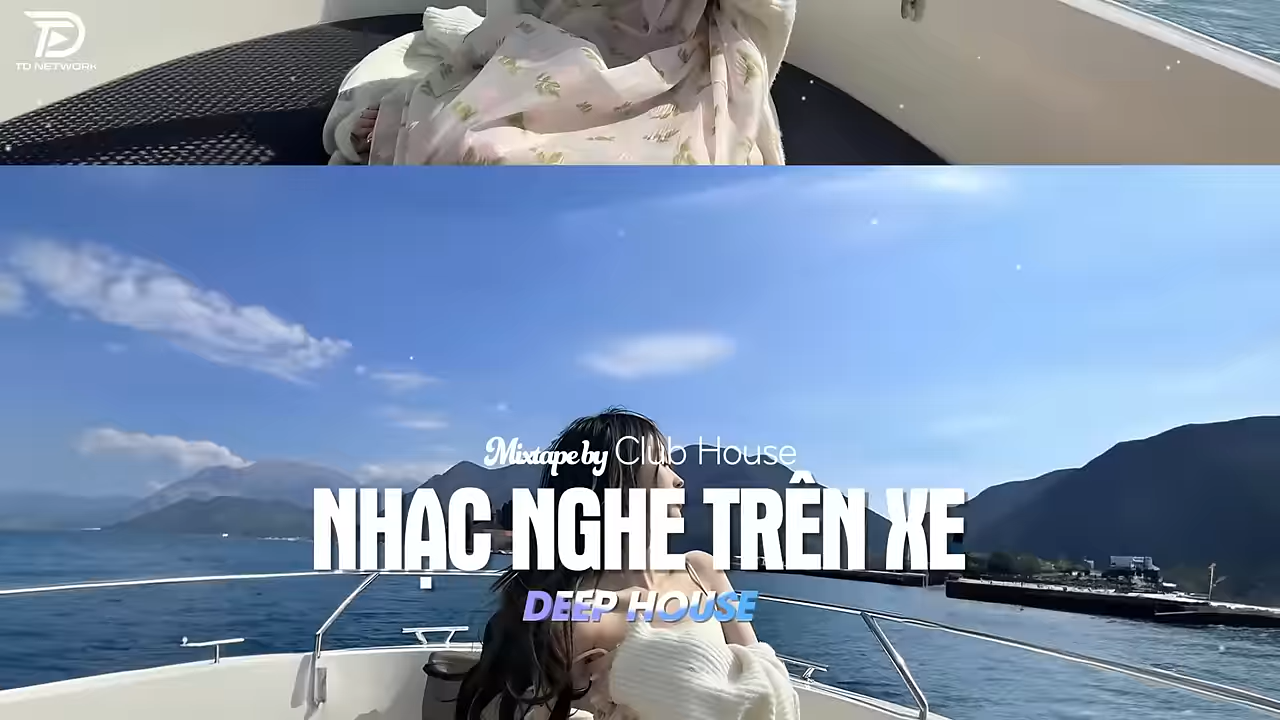 TD NETWORK
Mixtape by Club House
NHẠC NGHE TRÊN XE
DEEP HOUSE